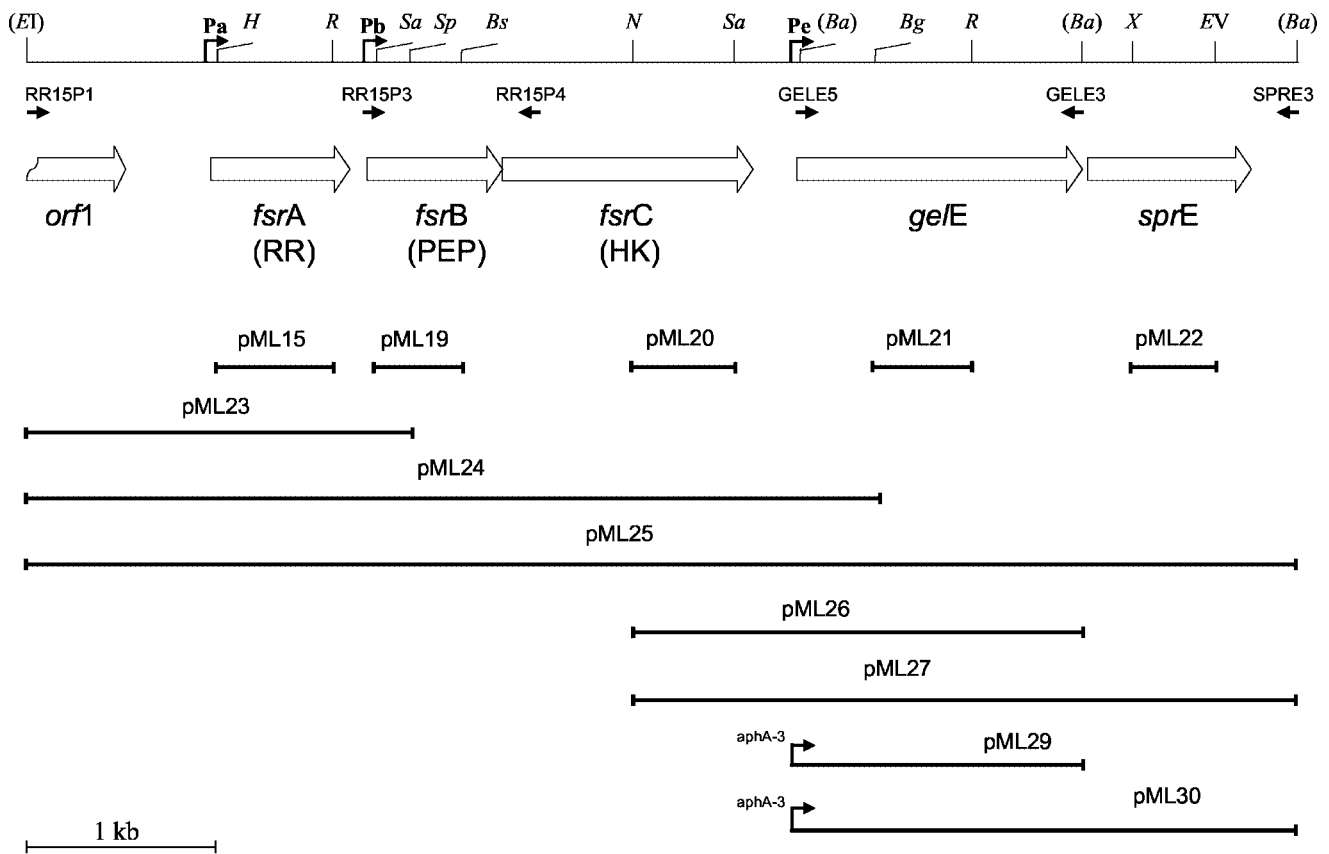 (EI) Pa H R Pb Sa Sp Bs N Sa Pe (Ba) Bg R (Ba) X EV (Ba)
RR15P1 RR15P3 RR15P4 GELE5 GELE3 SPRE3
orf1 fsrA fsrB fsrC gelE sprE
(RR) (PEP) (HK)
pML15 pML19 pML20 pML21 pML22
pML23
pML24
pML25
pML26
pML27
aphA-3 pML29
aphA-3 pML30
1 kb